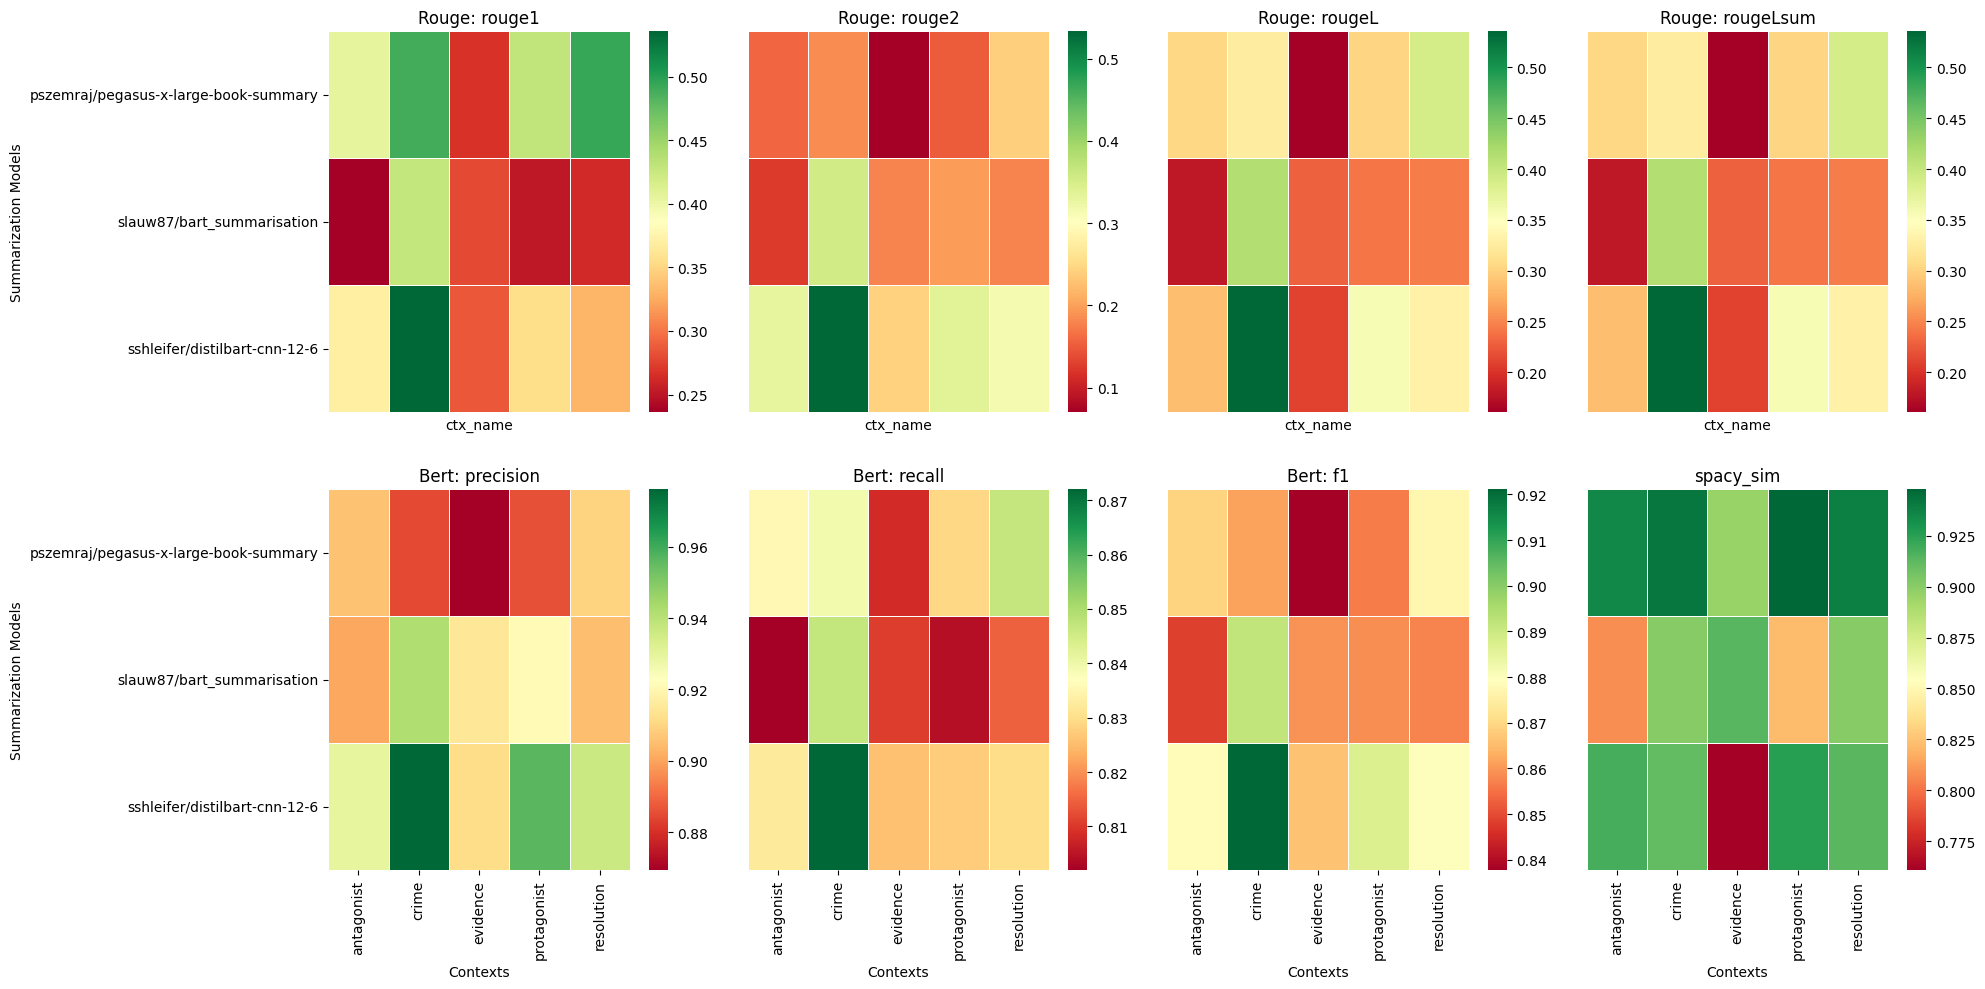 Rouge: rouge1
Rouge: rouge2
Rouge: rougeL
Rouge: rougeLsum
Summarization Models
pszemraj/pegasus-x-large-book-summary
slauw87/bart_summarisation
sshleifer/distilbart-cnn-12-6
0.50
0.45
0.40
0.35
0.30
0.25
0.5
0.4
0.3
0.2
0.1
0.50
0.45
0.40
0.35
0.30
0.25
0.20
0.50
0.45
0.40
0.35
0.30
0.25
0.20
ctx_name
ctx_name
ctx_name
ctx_name
Bert: precision
Bert: recall
Bert: f1
spacy_sim
Summarization Models
pszemraj/pegasus-x-large-book-summary
slauw87/bart_summarisation
sshleifer/distilbart-cnn-12-6
0.96
0.94
0.92
0.90
0.88
0.87
0.86
0.85
0.84
0.83
0.82
0.81
0.92
0.91
0.90
0.89
0.88
0.87
0.86
0.85
0.84
0.925
0.900
0.875
0.850
0.825
0.800
0.775
antagonist
crime
evidence
protagonist
resolution
antagonist
crime
evidence
protagonist
resolution
antagonist
crime
evidence
protagonist
resolution
antagonist
crime
evidence
protagonist
resolution
Contexts
Contexts
Contexts
Contexts